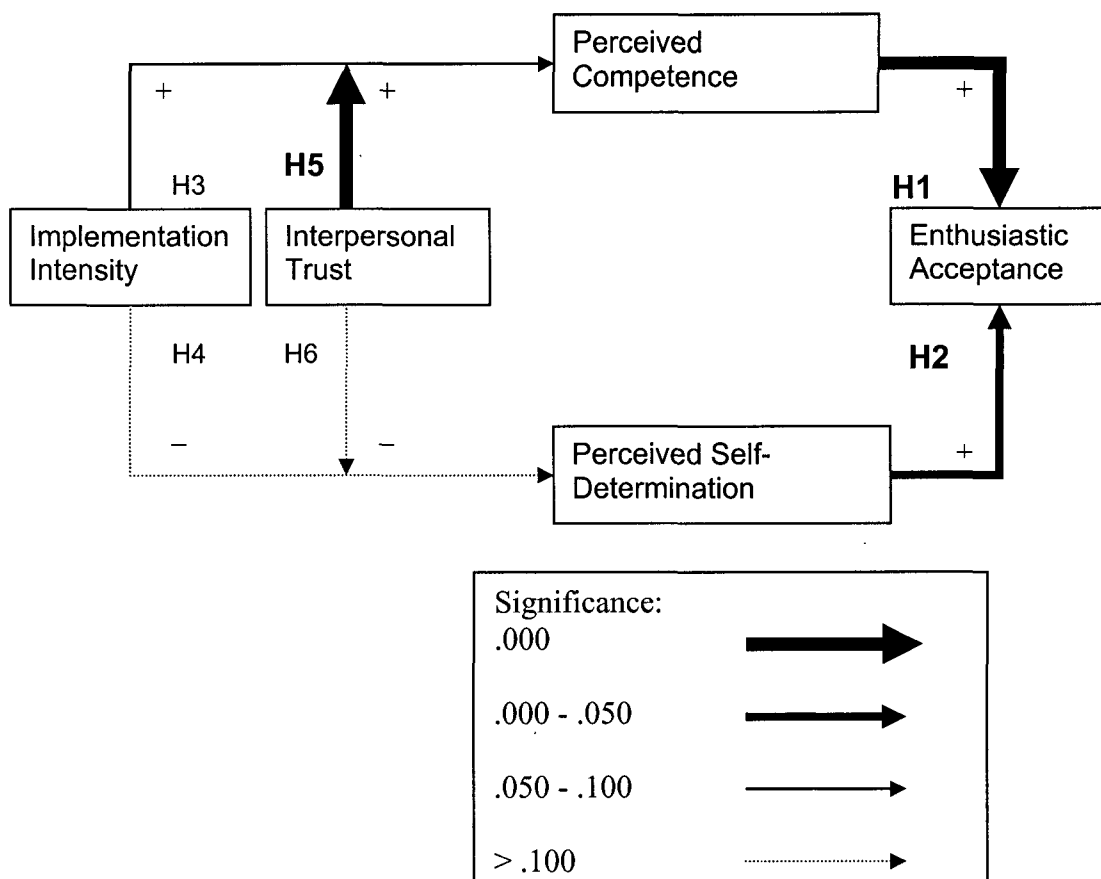 Perceived
Competence
+
+
+
H5
H3
H1
Implementation
Intensity
Interpersonal
Trust
Enthusiastic
Acceptance
H4
H6
H2
–
–
+
Perceived Self-
Determination
Significance:
.000
.000 - .050
.050 - .100
> .100